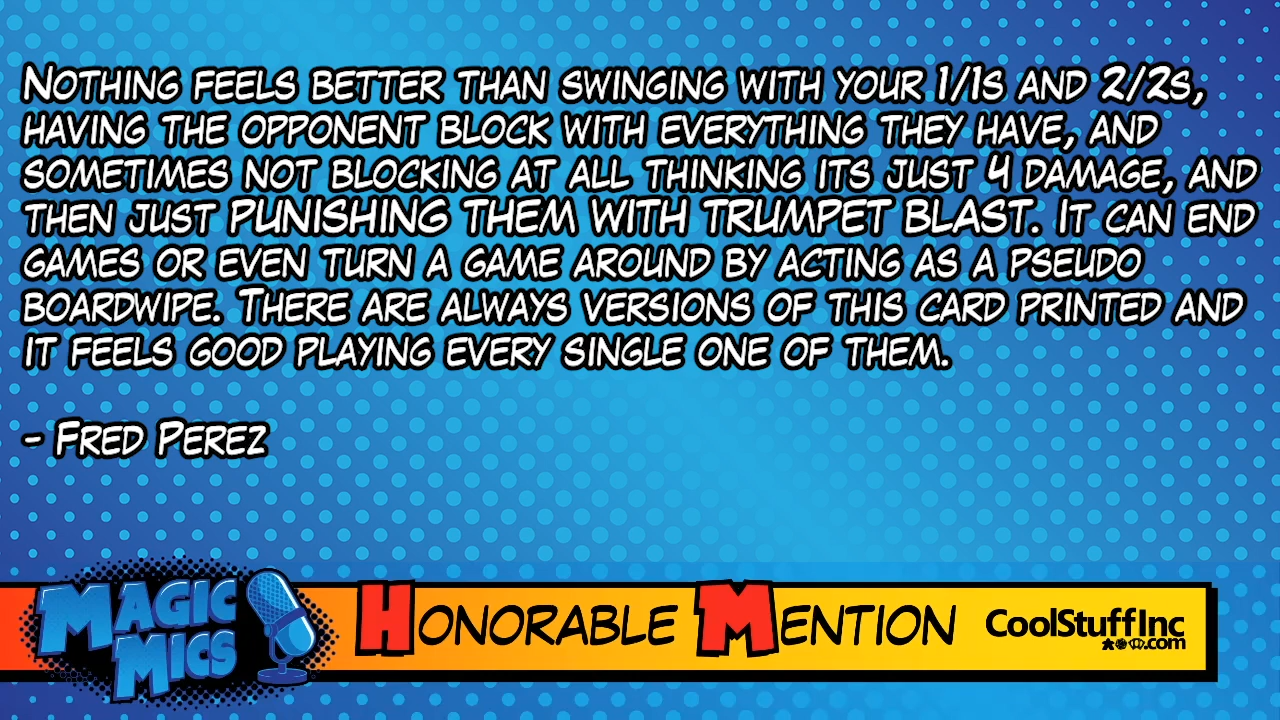 Nothing feels better than swinging with your 1/1s and 2/2s,
having the opponent block with everything they have, and
sometimes not blocking at all thinking its just 4 damage, and
then just PUNISHING THEM WITH TRUMPET BLAST. It can end
games or even turn a game around by acting as a pseudo
boardwipe. There are always versions of this card printed and
it feels good playing every single one of them.
- Fred Perez
Magic
Mics
Honorable Mention
CoolStuffInc
.com